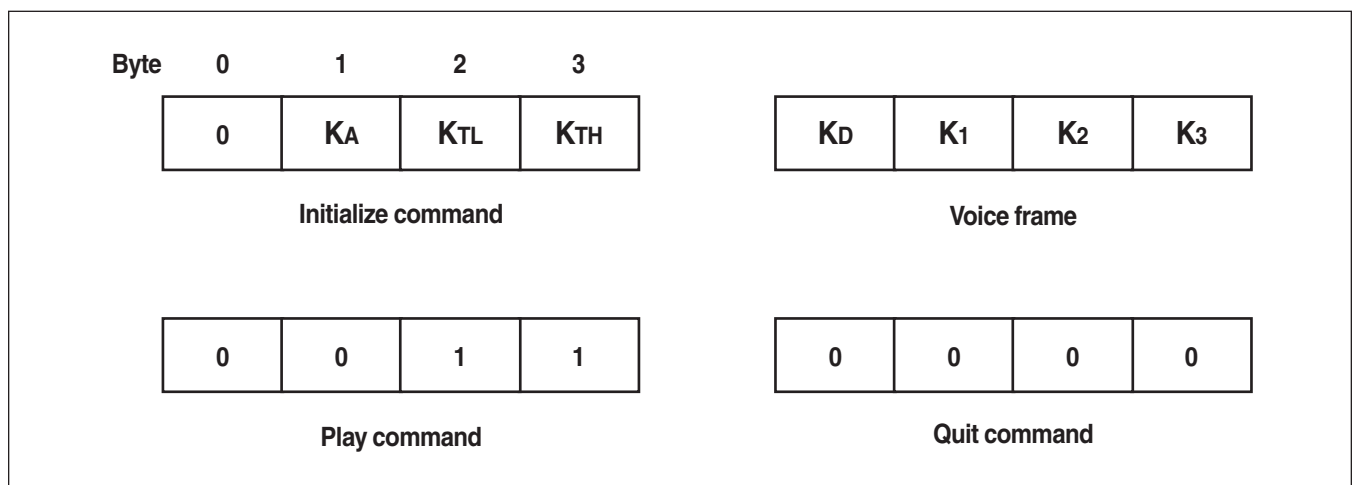 Byte 0 1 2 3
0 KA KTL KTH
KD K1 K2 K3
Initialize command
Voice frame
0 0 1 1
0 0 0 0
Play command
Quit command